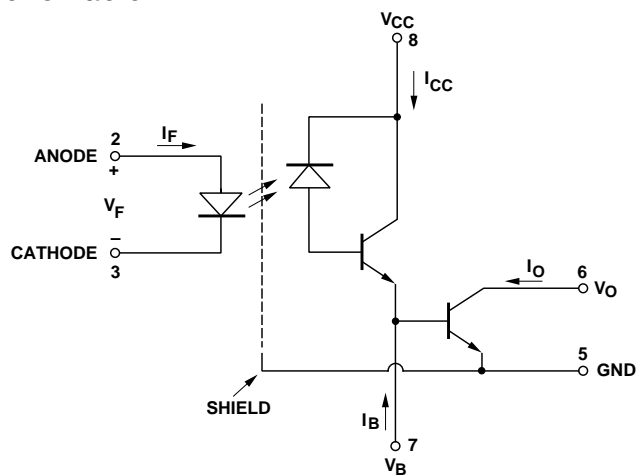 VCC
8
ICC
2
IF
ANODE
+
VF
CATHODE
–
3
IO
6
VO
5
GND
SHIELD
IB
7
VB